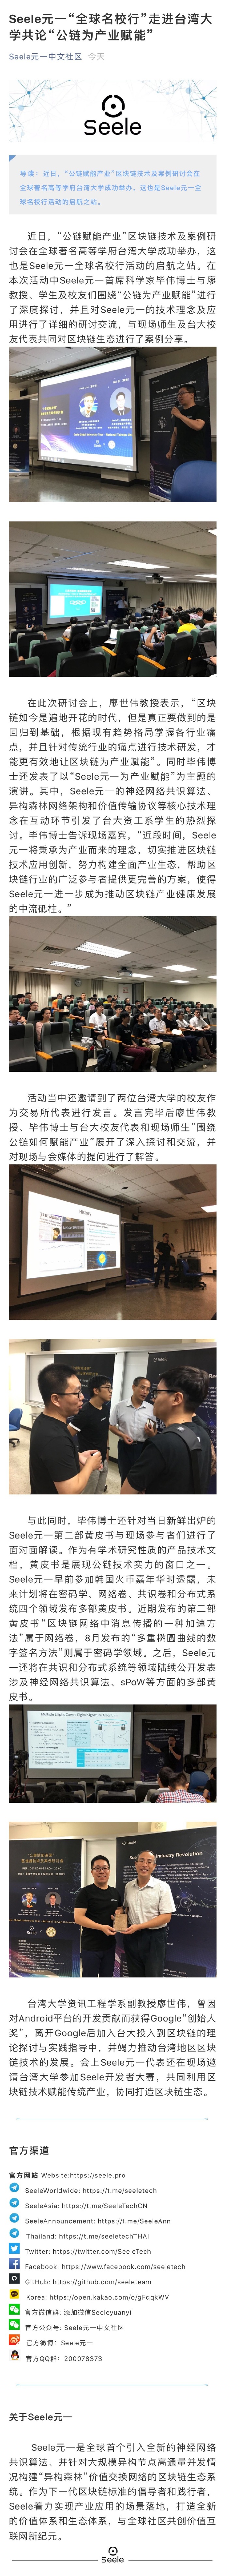 Seele元一“全球名校行”走进台湾大
学共论“公链为产业赋能”
Seele元一中文社区 今天
Seele
导读：近日，“公链赋能产业”区块链技术及案例研讨会在
全球著名高等学府台湾大学成功举办，这也是Seele元一全
球名校行活动的启航之站。
近日，“公链赋能产业”区块链技术及案例研
讨会在全球著名高等学府台湾大学成功举办，这
也是Seele元一全球名校行活动的启航之站。在
本次活动中Seele元一首席科学家毕伟博士与廖
教授、学生及校友们围绕“公链为产业赋能”进行
了深度探讨，并且对Seele元一的技术理念及应
用进行了详细的研讨交流，与现场师生及台大校
友代表共同对区块链生态进行了案例分享。
在此次研讨会上，廖世伟教授表示，“区块
链如今是遍地开花的时代，但是真正要做到的是
回归到基础，根据现有趋势格局掌握各行业痛
点，并且针对传统行业的痛点进行技术研发，才
能更有效地让区块链为产业赋能”。同时毕伟博
士还发表了以“Seele元一为产业赋能”为主题的
演讲。其中，Seele元一的神经网络共识算法、
异构森林网络架构和价值传输协议等核心技术理
念在互动环节引发了台大资工系学生的热烈探
讨。毕伟博士告诉现场嘉宾，“近段时间，Seele
元一将秉承为产业而来的理念，切实推进区块链
技术应用创新，努力构建全面产业生态，帮助区
块链行业的广泛参与者提供更完善的方案，使得
Seele元一进一步成为推动区块链产业健康发展
的中流砥柱。”
活动当中还邀请到了两位台湾大学的校友作
为交易所代表进行发言。发言完毕后廖世伟教
授、毕伟博士与台大校友代表和现场师生“围绕
公链如何赋能产业”展开了深入探讨和交流，并
对现场与会媒体的提问进行了解答。
History
与此同时，毕伟博士还针对当日新鲜出炉的
Seele元一第二部黄皮书与现场参与者们进行了
面对面解读。作为有学术研究性质的产品技术文
档，黄皮书是展现公链技术实力的窗口之一。
Seele元一早前参加韩国火币嘉年华时透露，未
来计划将在密码学、网络卷、共识卷和分布式系
统四个领域发布多部黄皮书。近期发布的第二部
黄皮书“区块链网络中消息传播的一种加速方
法”属于网络卷，8月发布的“多重椭圆曲线的数
字签名方法”则属于密码学领域。之后，Seele元
一还将在共识和分布式系统等领域陆续公开发表
涉及神经网络共识算法、sPoW等方面的多部黄
皮书。
Industry Revolution
台湾大学资讯工程学系副教授廖世伟，曾因
对Android平台的开发贡献而获得Google“创始人
奖”，离开Google后加入台大投入到区块链的理
论探讨与实践指导中，并竭力推动台湾地区区块
链技术的发展。会上Seele元一代表还在现场邀
请台湾大学参加Seele开发者大赛，共同利用区
块链技术赋能传统产业，协同打造区块链生态。
官方渠道
官方网站 Website:https://seele.pro
SeeleWorldwide: https://t.me/seeletech
SeeleAsia: https://t.me/SeeleTechCN
SeeleAnnouncement: https://t.me/SeeleAnn
Thailand: https://t.me/seeletechTHAI
Twitter: https://twitter.com/SeeleTech
Facebook: https://www.facebook.com/seeletech
GitHub: https://github.com/seeleteam
Korea: https://open.kakao.com/o/gFqqkWV
官方微信群: 添加微信Seeleyuanyi
官方公众号: Seele元一中文社区
官方微博：Seele元一
官方QQ群：200078373
关于Seele元一
Seele元一是全球首个引入全新的神经网络
共识算法、并针对大规模异构节点高通量并发情
况构建“异构森林”价值交换网络的区块链生态系
统。作为下一代区块链标准的倡导者和践行者，
Seele着力实现产业应用的场景落地，打造全新
的价值体系和生态体系，与全球社区共创价值互
联网新纪元。
Seele